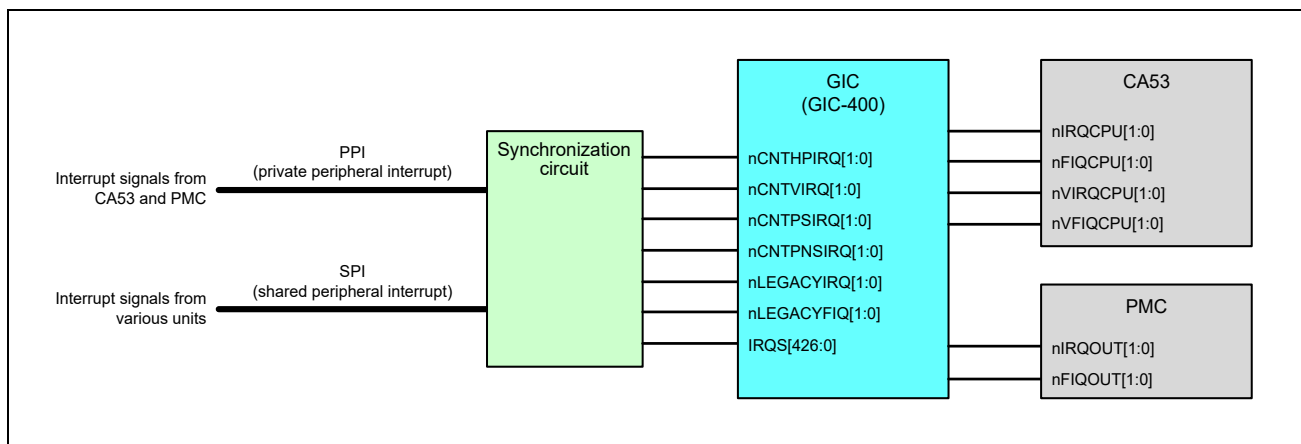 Interrupt signals from
CA53 and PMC
PPI
(private peripheral interrupt)
Interrupt signals from
various units
SPI
(shared peripheral interrupt)
Synchronization
circuit
GIC
(GIC-400)
nCNTHPIRQ[1:0]
nCNTVIRQ[1:0]
nCNTPSIRQ[1:0]
nCNTPNSIRQ[1:0]
nLEGACYIRQ[1:0]
nLEGACYFIQ[1:0]
IRQS[426:0]
CA53
nIRQCPU[1:0]
nFIQCPU[1:0]
nVIRQCPU[1:0]
nVFIQCPU[1:0]
PMC
nIRQOUT[1:0]
nFIQOUT[1:0]